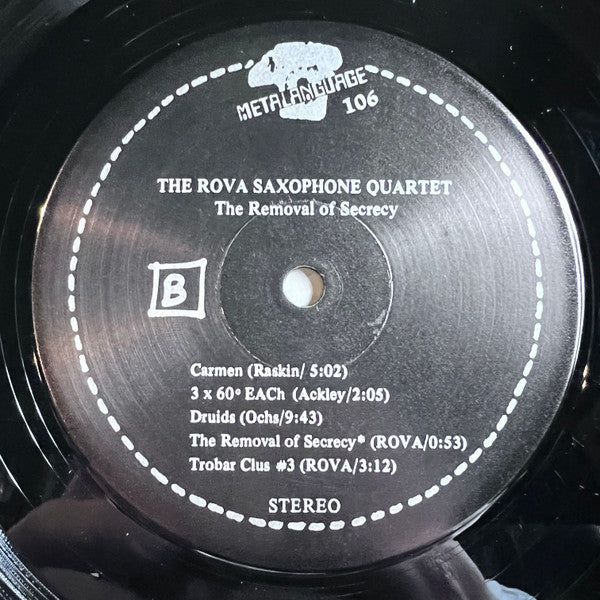 METALANGUAGE
106
THE ROVA SAXOPHONE QUARTET
The Removal of Secrecy
B
Carmen (Raskin/ 5:02)
3 x 60° EACh (Ackley/2:05)
Druids (Ochs/9:43)
The Removal of Secrecy* (ROVA/0:53)
Trobar Clus #3 (ROVA/3:12)
STEREO